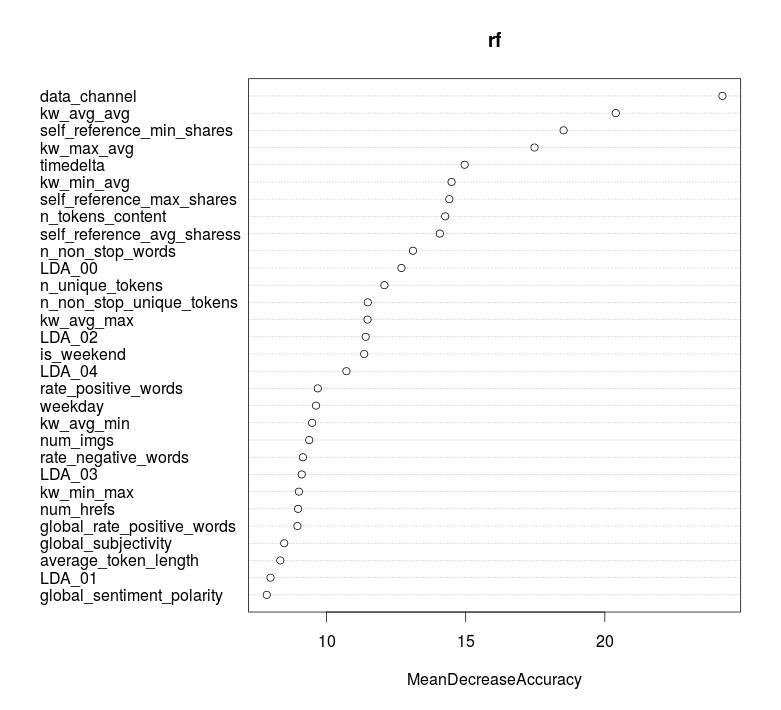 rf
data_channel
kw_avg_avg
self_reference_min_shares
kw_max_avg
timedelta
kw_min_avg
self_reference_max_shares
n_tokens_content
self_reference_avg_sharess
n_non_stop_words
LDA_00
n_unique_tokens
n_non_stop_unique_tokens
kw_avg_max
LDA_02
is_weekend
LDA_04
rate_positive_words
weekday
kw_avg_min
num_imgs
rate_negative_words
LDA_03
kw_min_max
num_hrefs
global_rate_positive_words
global_subjectivity
average_token_length
LDA_01
global_sentiment_polarity
10 15 20
MeanDecreaseAccuracy